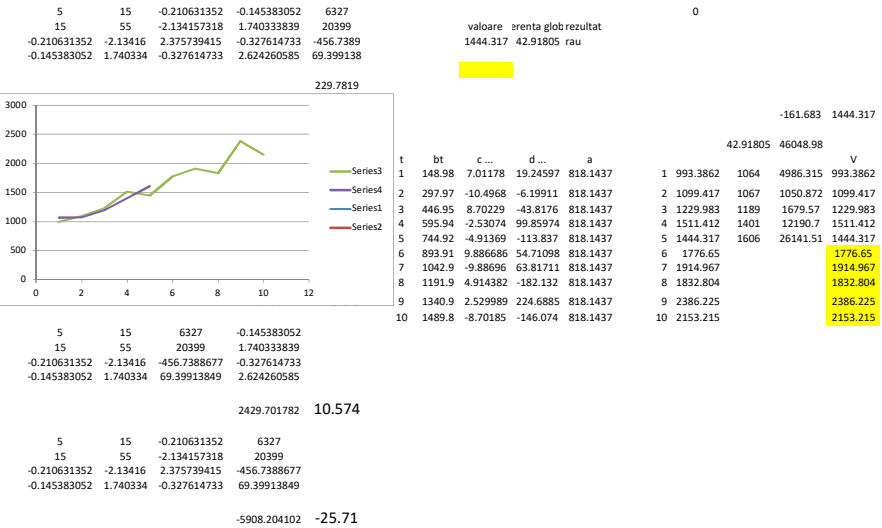 5 15 -0.210631352 -0.145383052 6327 0
15 55 -2.134157318 1.740333839 20399 valoare erenta glob rezultat
-0.210631352 -2.13416 2.375739415 -0.327614733 -456.7389 1444.317 42.91805 rau
-0.145383052 1.740334 -0.327614733 2.624260585 69.399138
229.7819
3000
2500
2000
1500
1000
500
0
0 2 4 6 8 10 12
Series3
Series4
Series1
Series2
-161.683 1444.317
42.91805 46048.98
t bt c ... d ... a V
1 148.98 7.01178 19.24597 818.1437 1 993.3862 1064 4986.315 993.3862
2 297.97 -10.4968 -6.19911 818.1437 2 1099.417 1067 1050.872 1099.417
3 446.95 8.70229 -43.8176 818.1437 3 1229.983 1189 1679.57 1229.983
4 595.94 -2.53074 99.85974 818.1437 4 1511.412 1401 12190.7 1511.412
5 744.92 -4.91369 -113.837 818.1437 5 1444.317 1606 26141.51 1444.317
6 893.91 9.886686 54.71098 818.1437 6 1776.65 1776.65
7 1042.9 -9.88696 63.81711 818.1437 7 1914.967 1914.967
8 1191.9 4.914382 -182.132 818.1437 8 1832.804 1832.804
9 1340.9 2.529989 224.6885 818.1437 9 2386.225 2386.225
10 1489.8 -8.70185 -146.074 818.1437 10 2153.215 2153.215
5 15 6327 -0.145383052
15 55 20399 1.740333839
-0.210631352 -2.13416 -456.7388677 -0.327614733
-0.145383052 1.740334 69.39913849 2.624260585
2429.701782 10.574
5 15 -0.210631352 6327
15 55 -2.134157318 20399
-0.210631352 -2.13416 2.375739415 -456.7388677
-0.145383052 1.740334 -0.327614733 69.39913849
-5908.204102 -25.71